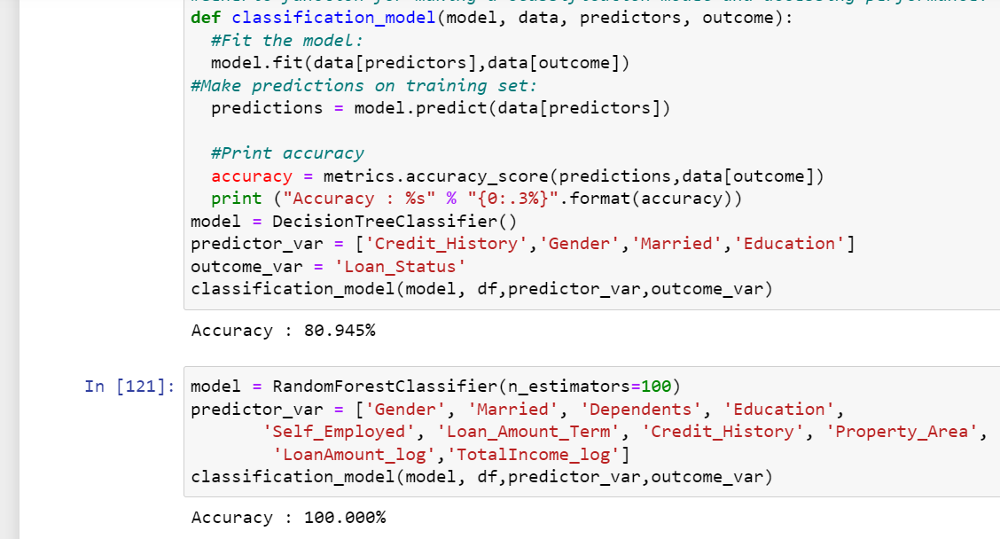 def classification_model(model, data, predictors, outcome):
#Fit the model:
model.fit(data[predictors],data[outcome])
#Make predictions on training set:
predictions = model.predict(data[predictors])
#Print accuracy
accuracy = metrics.accuracy_score(predictions,data[outcome])
print ("Accuracy : %s" % "{0:.3%}".format(accuracy))
model = DecisionTreeClassifier()
predictor_var = ['Credit_History','Gender','Married','Education']
outcome_var = 'Loan_Status'
classification_model(model, df,predictor_var,outcome_var)
Accuracy : 80.945%
In [121]: model = RandomForestClassifier(n_estimators=100)
predictor_var = ['Gender', 'Married', 'Dependents', 'Education',
'Self_Employed', 'Loan_Amount_Term', 'Credit_History', 'Property_Area',
'LoanAmount_log','TotalIncome_log']
classification_model(model, df,predictor_var,outcome_var)
Accuracy : 100.000%